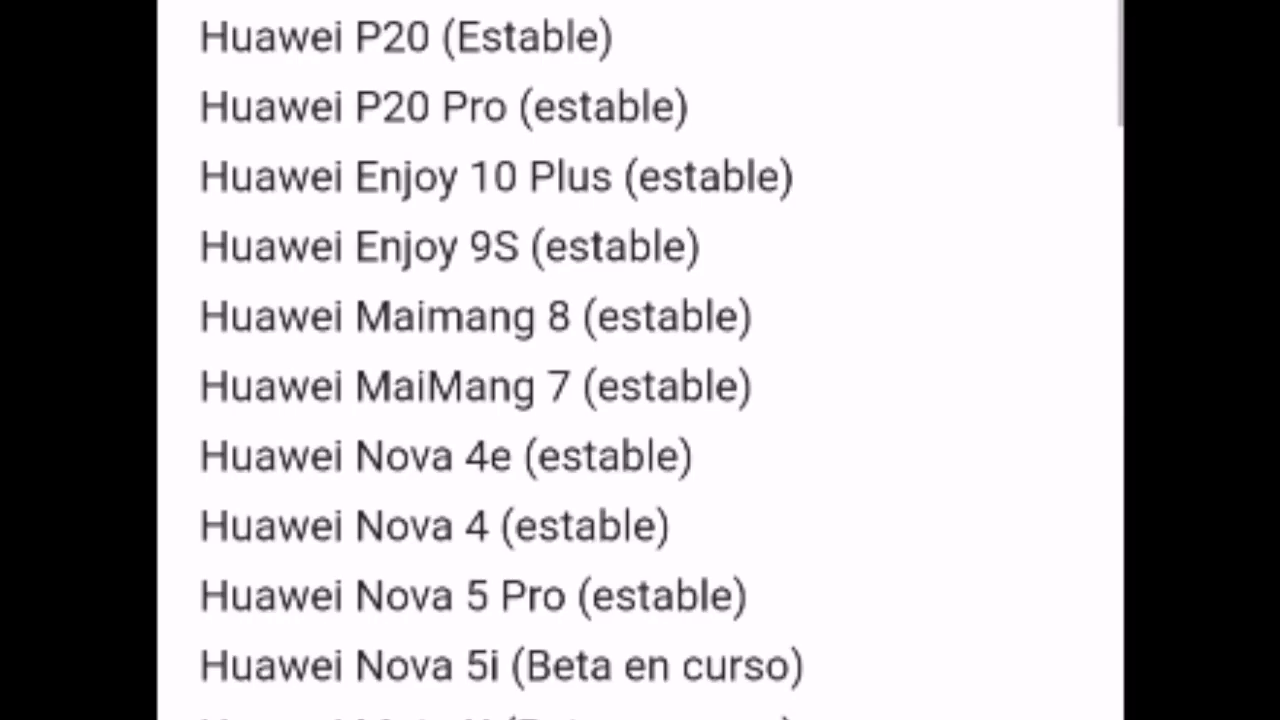 Huawei P20 (Estable)
Huawei P20 Pro (estable)
Huawei Enjoy 10 Plus (estable)
Huawei Enjoy 9S (estable)
Huawei Maimang 8 (estable)
Huawei MaiMang 7 (estable)
Huawei Nova 4e (estable)
Huawei Nova 4 (estable)
Huawei Nova 5 Pro (estable)
Huawei Nova 5i (Beta en curso)